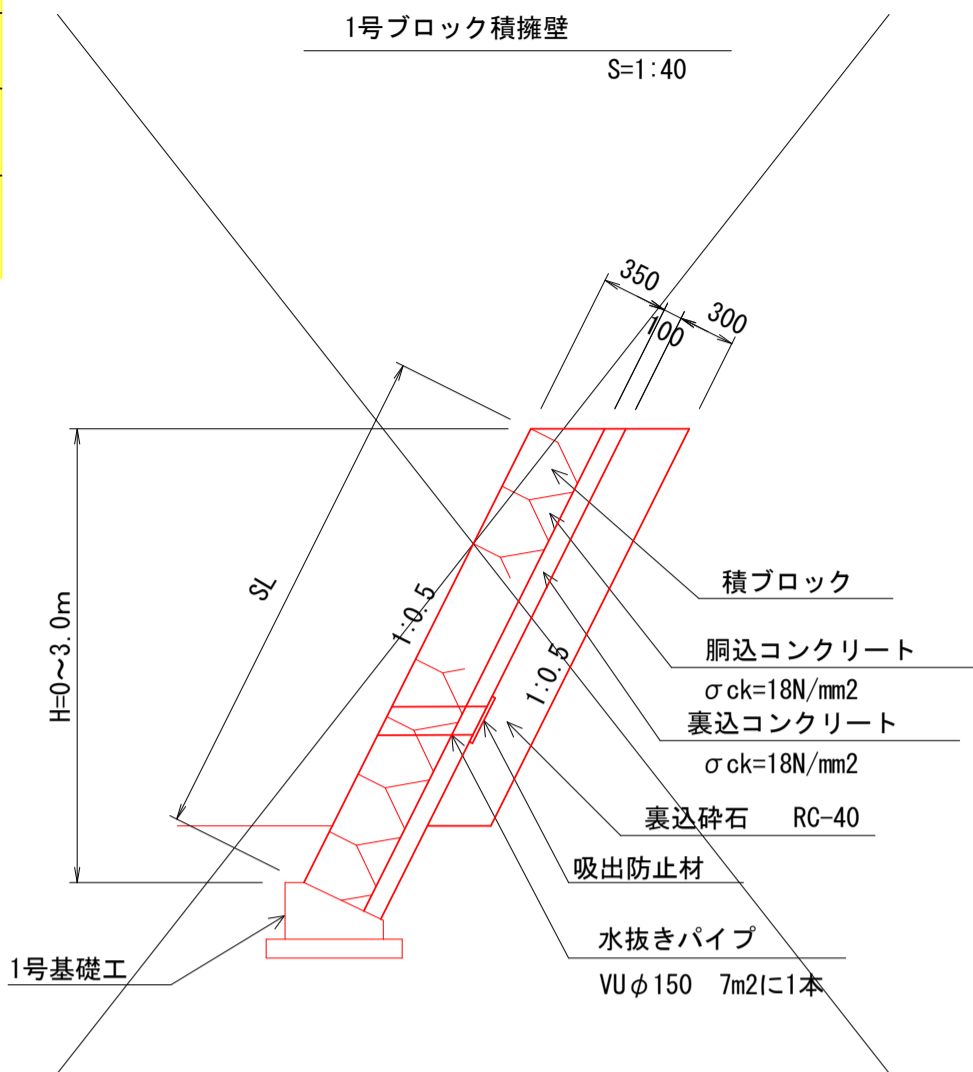 1号ブロック積擁壁
S=1:40
350
100
300
SL
H=0~3.0m
1:0.5
1:0.5
積ブロック
胴込コンクリート
σck=18N/mm2
裏込コンクリート
σck=18N/mm2
裏込砕石 RC-40
吸出防止材
水抜きパイプ
VUφ150 7m2に1本
1号基礎工